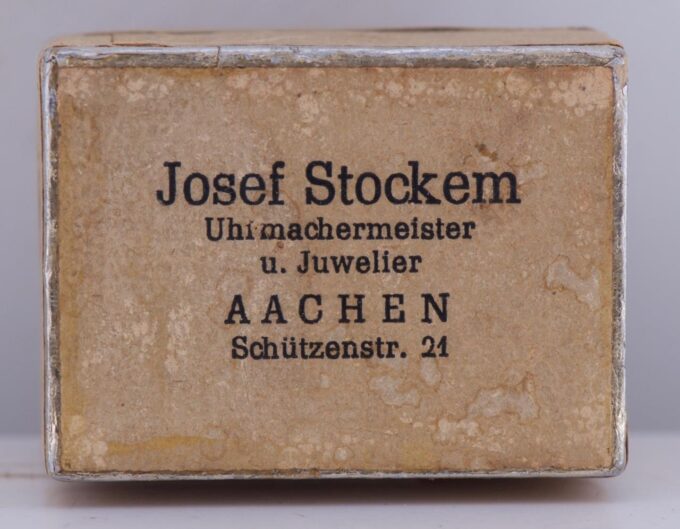 Josef Stockem
Uhrmachermeister
u. Juwelier
AACHEN
Schützenstr. 21